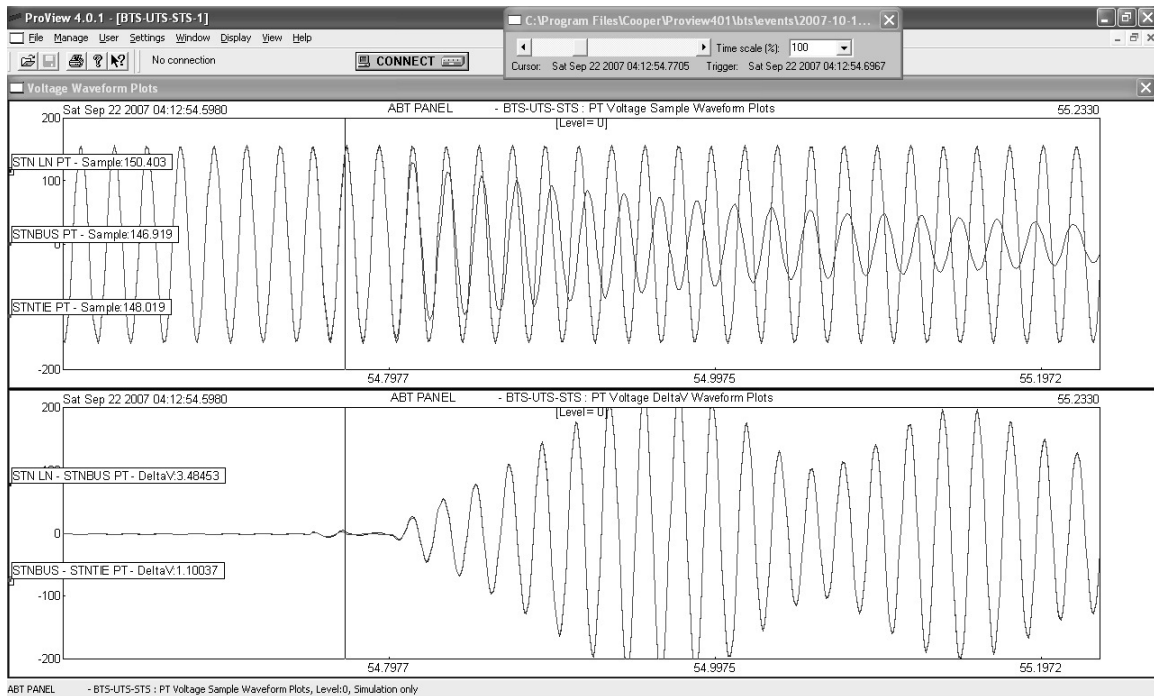 ProView 4.0.1 - [BTS-UTS-STS-1]
File Manage User Settings Window Display View Help
No connection
CONNECT
C:\Program Files\Cooper\Proview401\bts\events\2007-10-1...
Time scale (%): 100
Cursor: Sat Sep 22 2007 04:12:54.7705 Trigger: Sat Sep 22 2007 04:12:54.6967
Voltage Waveform Plots
Sat Sep 22 2007 04:12:54.5980 ABT PANEL - BTS-UTS-STS : PT Voltage Sample Waveform Plots 55.2330
[Level= 0]
200
STN LN PT - Sample:150.403
100
STNBUS PT - Sample:146.919
0
STNTIE PT - Sample:148.019
-200
54.7977 54.9975 55.1972
Sat Sep 22 2007 04:12:54.5980 ABT PANEL - BTS-UTS-STS : PT Voltage DeltaV Waveform Plots 55.2330
[Level= 0]
200
STN LN - STNBUS PT - DeltaV:3.48453
0
STNBUS - STNTIE PT - DeltaV:1.10037
-100
-200
54.7977 54.9975 55.1972
ABT PANEL - BTS-UTS-STS : PT Voltage Sample Waveform Plots, Level:0, Simulation only